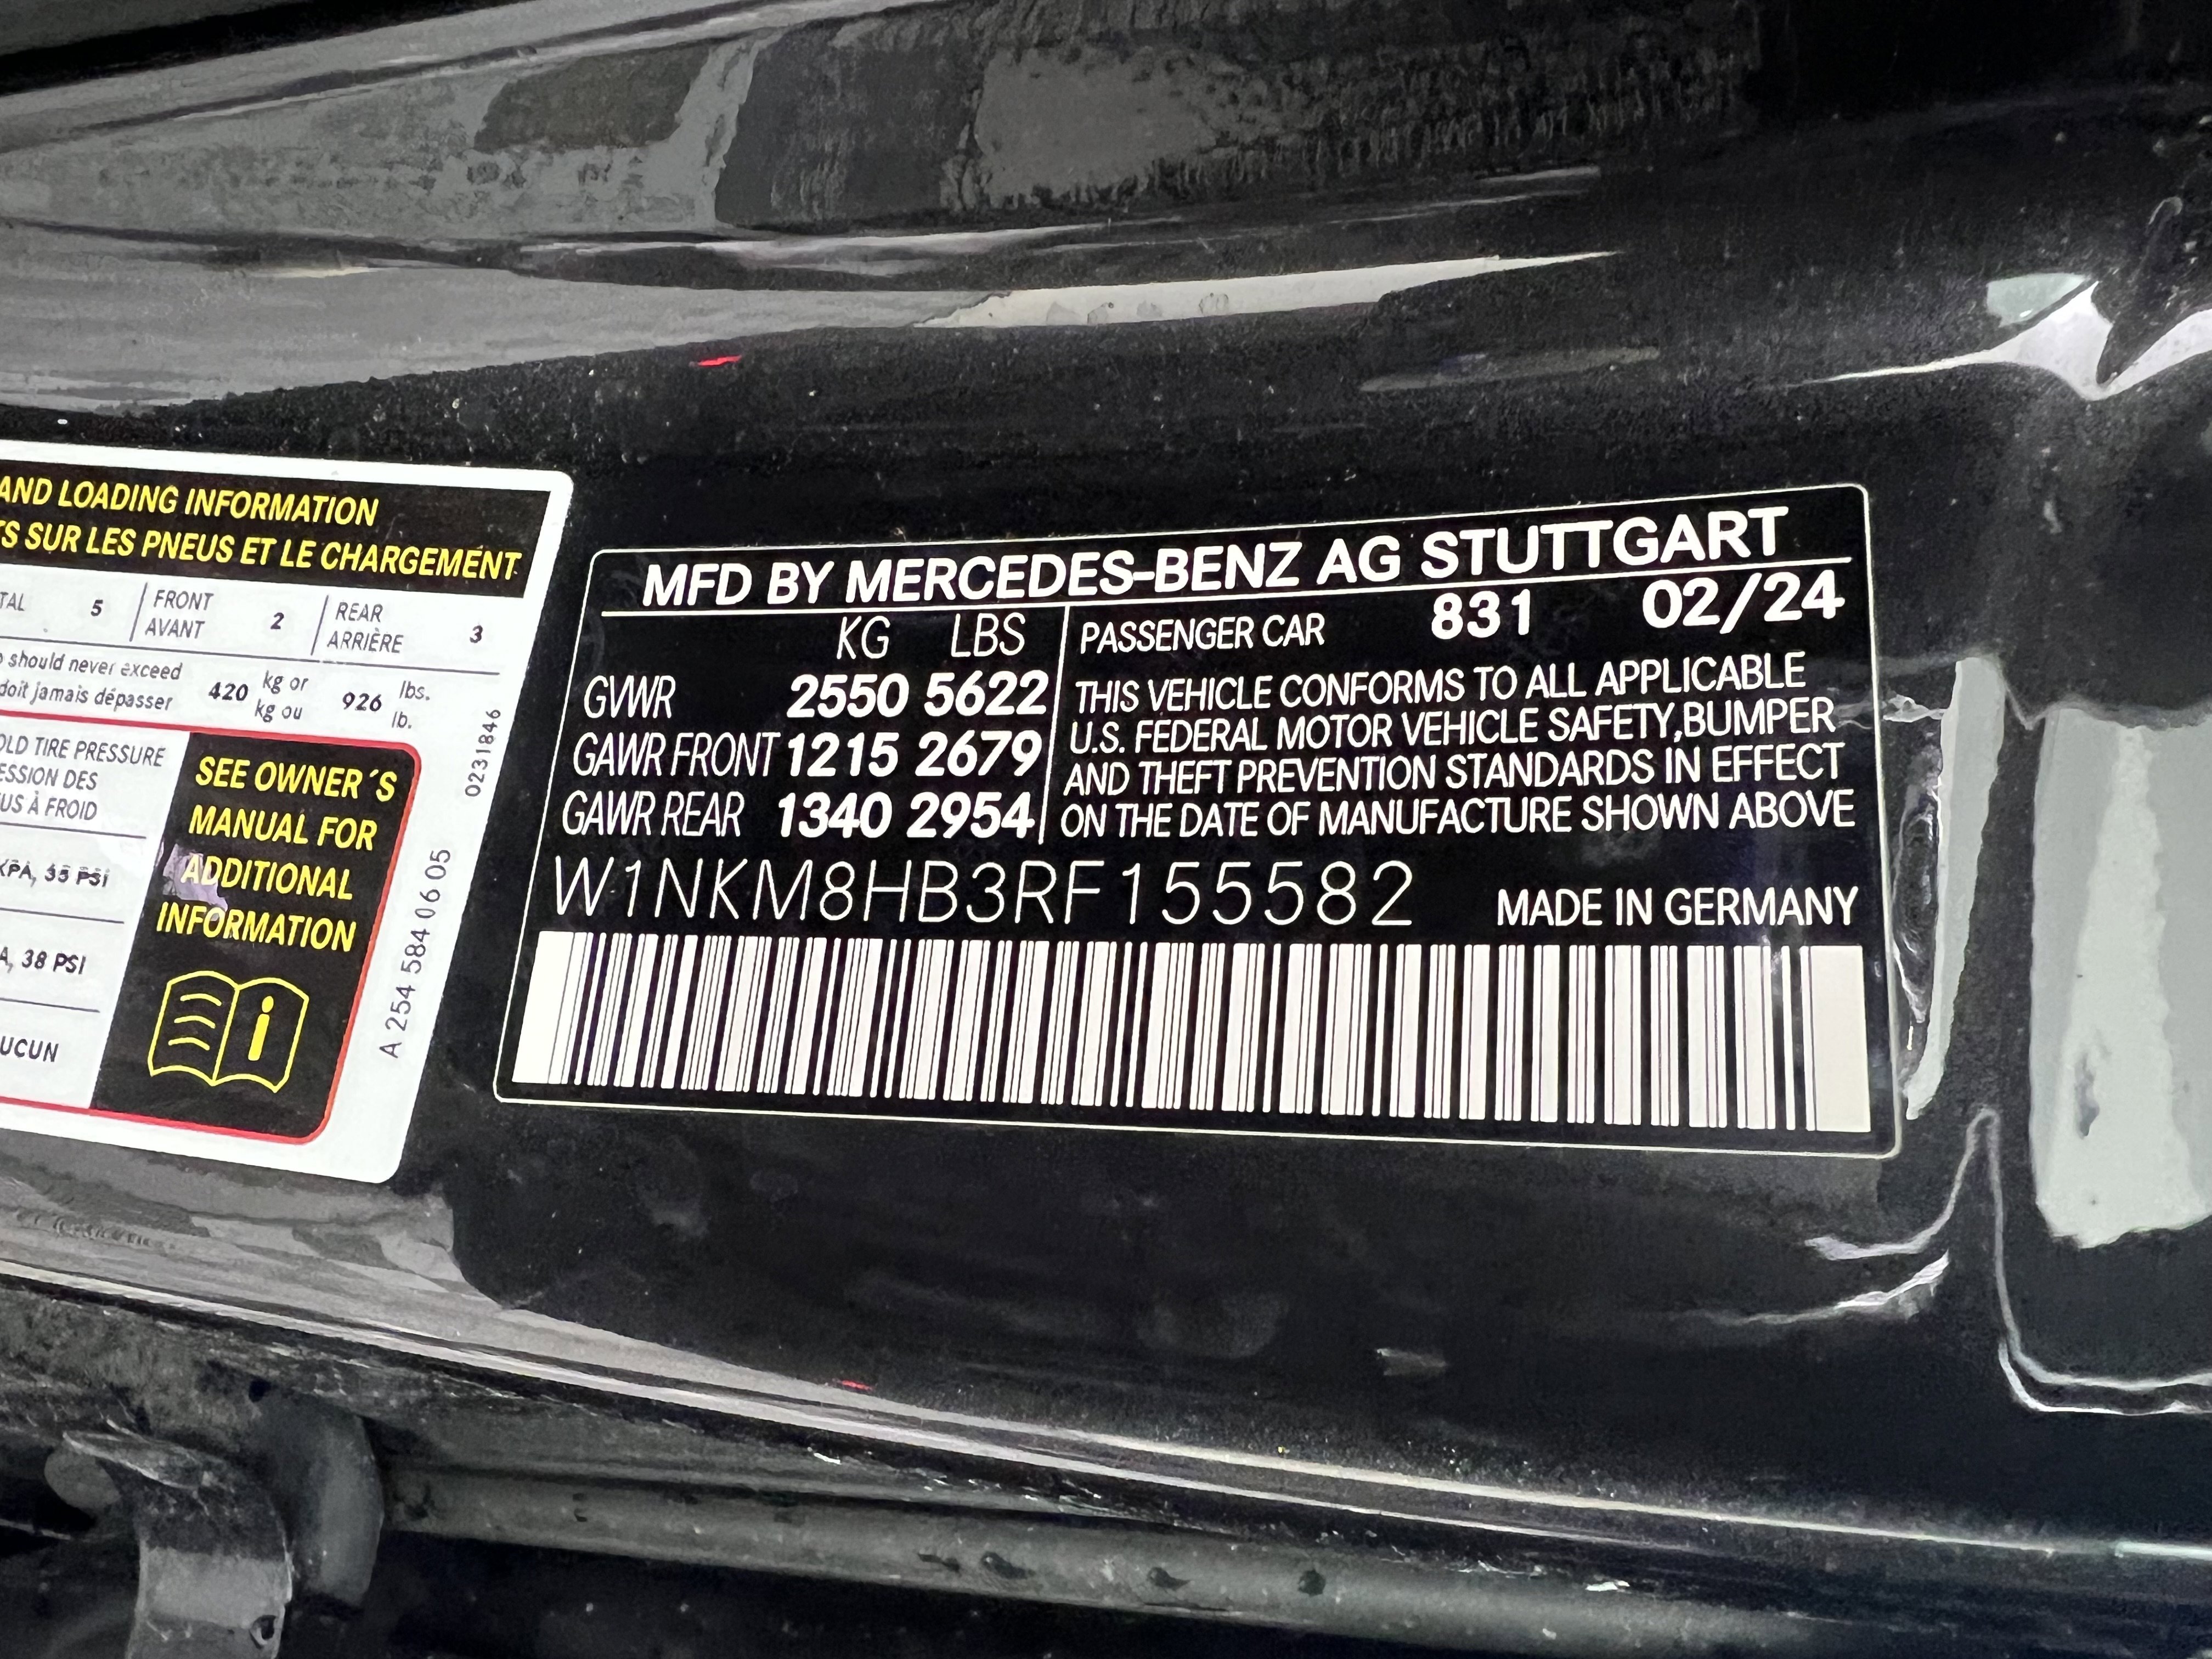 AND LOADING INFORMATION
TS SUR LES PNEUS ET LE CHARGEMENT
TAL 5 FRONT AVANT 2 REAR ARRIÈRE 3
should never exceed
doit jamais dépasser
420 kg or kg ou 926 lbs. lb.
0231846
OLD TIRE PRESSURE
ESSION DES
US À FROID
KPA, 35 PSI
A, 38 PSI
UCUN
SEE OWNER´S
MANUAL FOR
ADDITIONAL
INFORMATION
A 254 584 06 05
MFD BY MERCEDES-BENZ AG STUTTGART
KG LBS
GVWR 2550 5622
GAWR FRONT 1215 2679
GAWR REAR 1340 2954
PASSENGER CAR 831 02/24
THIS VEHICLE CONFORMS TO ALL APPLICABLE
U.S. FEDERAL MOTOR VEHICLE SAFETY,BUMPER
AND THEFT PREVENTION STANDARDS IN EFFECT
ON THE DATE OF MANUFACTURE SHOWN ABOVE
W1NKM8HB3RF155582 MADE IN GERMANY